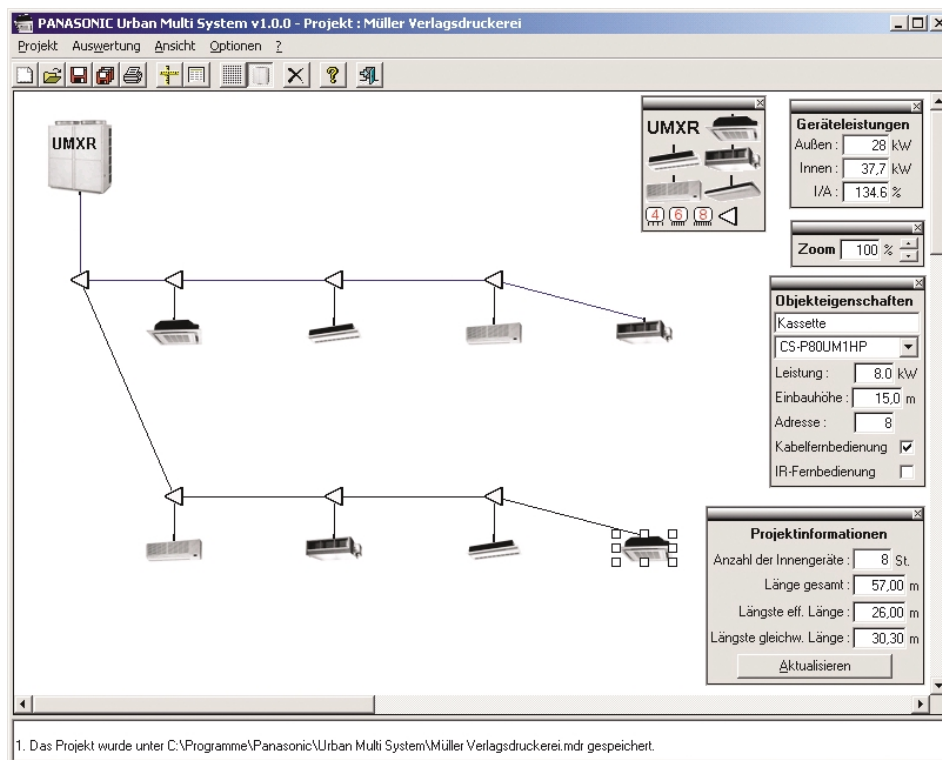 PANASONIC Urban Multi System v1.0.0 - Projekt : Müller Verlagsdruckerei
Projekt Auswertung Ansicht Optionen ?
UMXR
UMXR
4 6 8
Geräteleistungen
Außen : 28 kW
Innen : 37,7 kW
I/A : 134.6 %
Zoom 100 %
Objekteigenschaften
Kassette
CS-P80UM1HP
Leistung : 8.0 kW
Einbauhöhe : 15,0 m
Adresse : 8
Kabelfernbedienung
IR-Fernbedienung
Projektinformationen
Anzahl der Innengeräte : 8 St.
Länge gesamt : 57,00 m
Längste eff. Länge : 26,00 m
Längste gleichw. Länge : 30,30 m
Aktualisieren
1. Das Projekt wurde unter C:\Programme\Panasonic\Urban Multi System\Müller Verlagsdruckerei.mdr gespeichert.